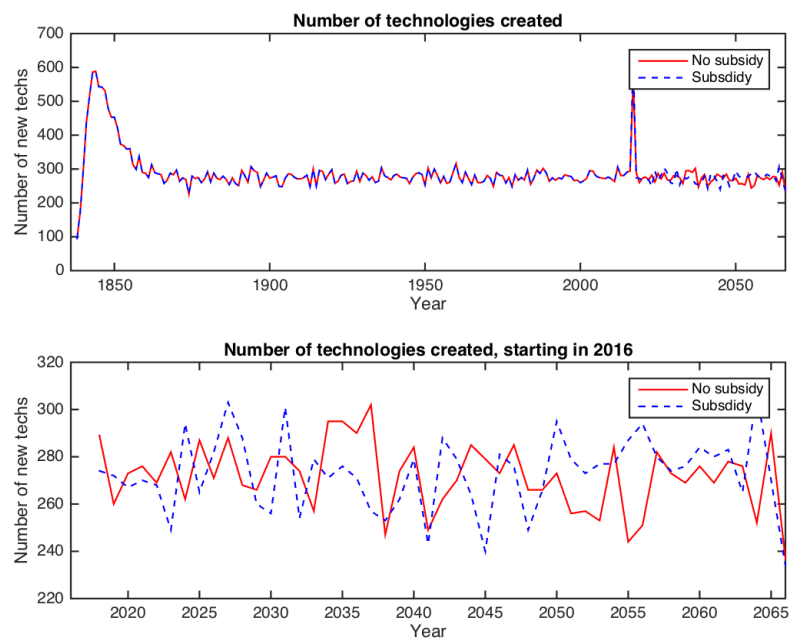 Number of technologies created
Number of new techs
700
600
500
400
300
200
100
0
No subsidy
Subsdidy
1850
1900
1950
2000
2050
Year
Number of technologies created, starting in 2016
Number of new techs
320
300
280
260
240
220
No subsidy
Subsdidy
2020
2025
2030
2035
2040
2045
2050
2055
2060
2065
Year